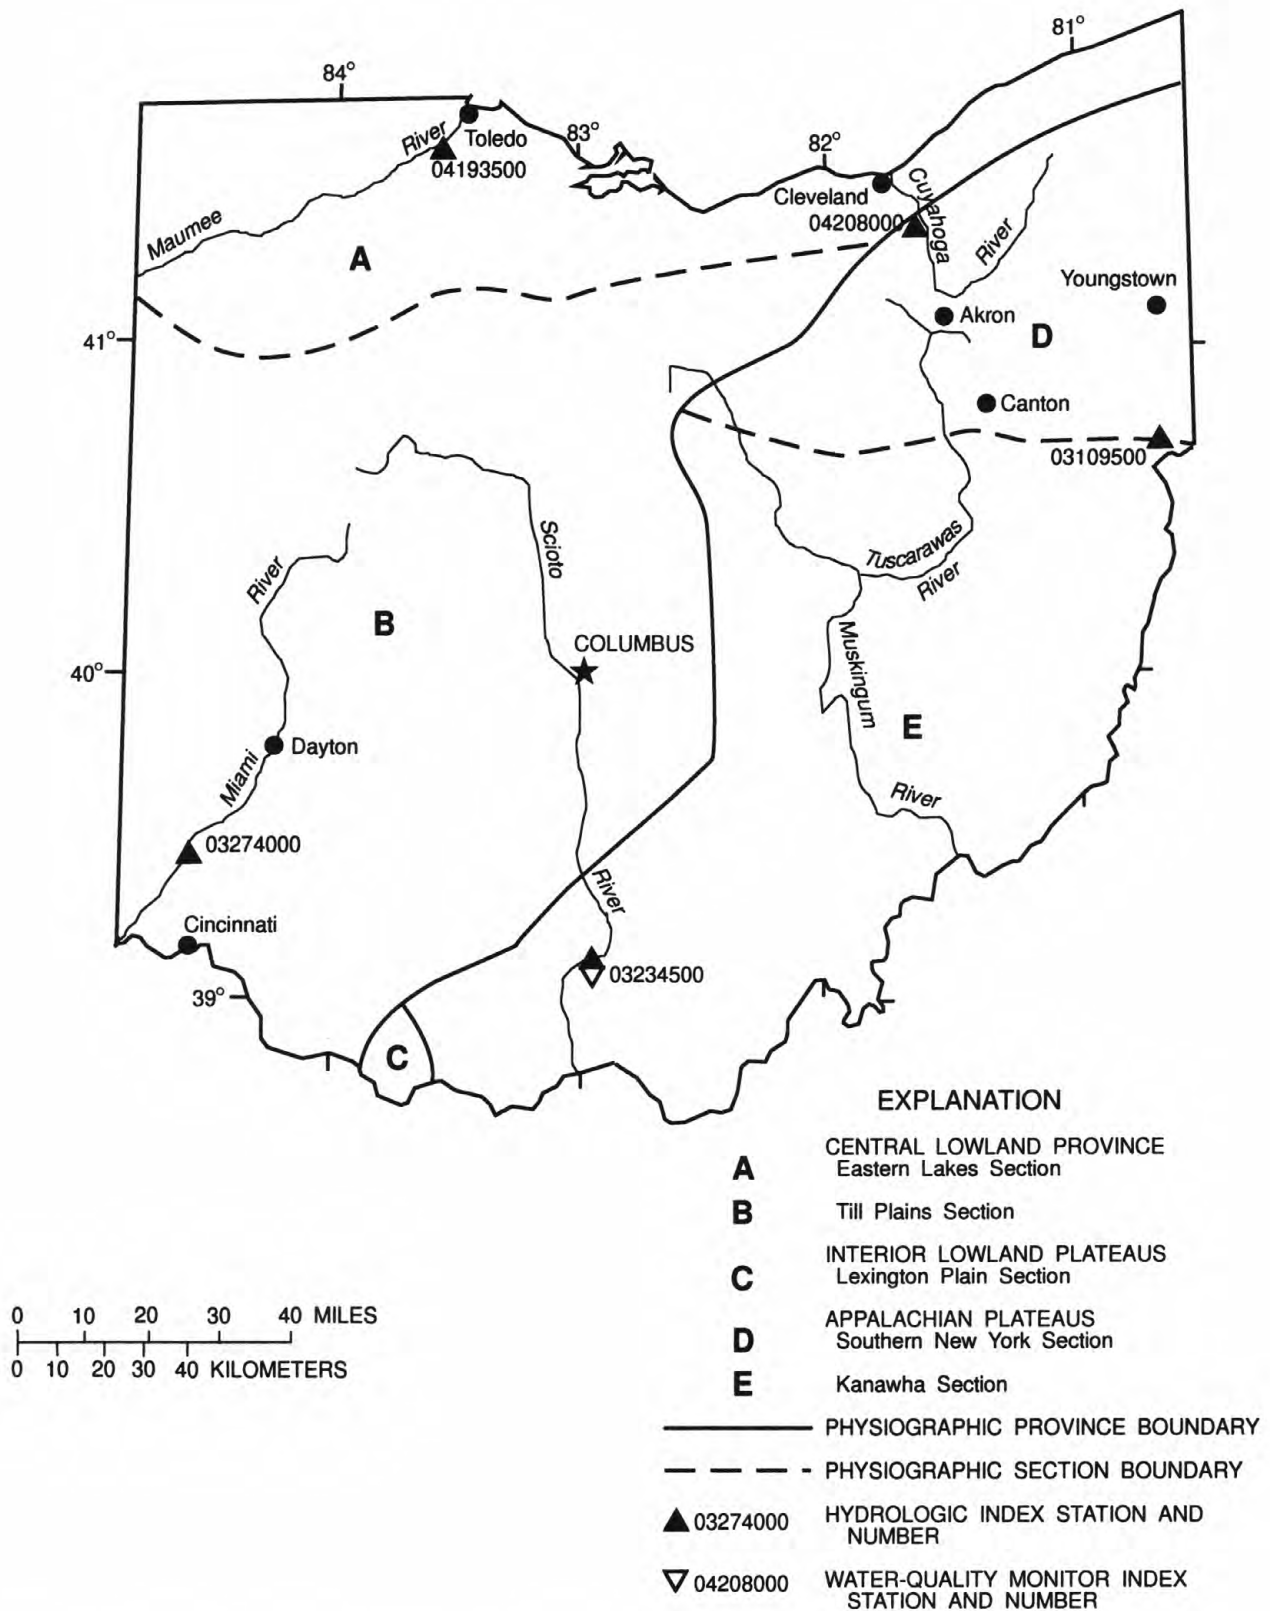 81°
84°
83°
82°
River
Toledo
04193500
Cleveland
04208000
Cuyahoga
River
Maumee
A
Youngstown
41°
Akron
D
Canton
03109500
Scioto
Tuscarawas
River
River
B
COLUMBUS
Muskingum
40°
E
Dayton
Miami
River
03274000
River
Cincinnati
03234500
39°
C
EXPLANATION
A CENTRAL LOWLAND PROVINCE
Eastern Lakes Section
B Till Plains Section
INTERIOR LOWLAND PLATEAUS
C Lexington Plain Section
APPALACHIAN PLATEAUS
D Southern New York Section
E Kanawha Section
PHYSIOGRAPHIC PROVINCE BOUNDARY
PHYSIOGRAPHIC SECTION BOUNDARY
03274000 HYDROLOGIC INDEX STATION AND
NUMBER
04208000 WATER-QUALITY MONITOR INDEX
STATION AND NUMBER
0 10 20 30 40 MILES
0 10 20 30 40 KILOMETERS